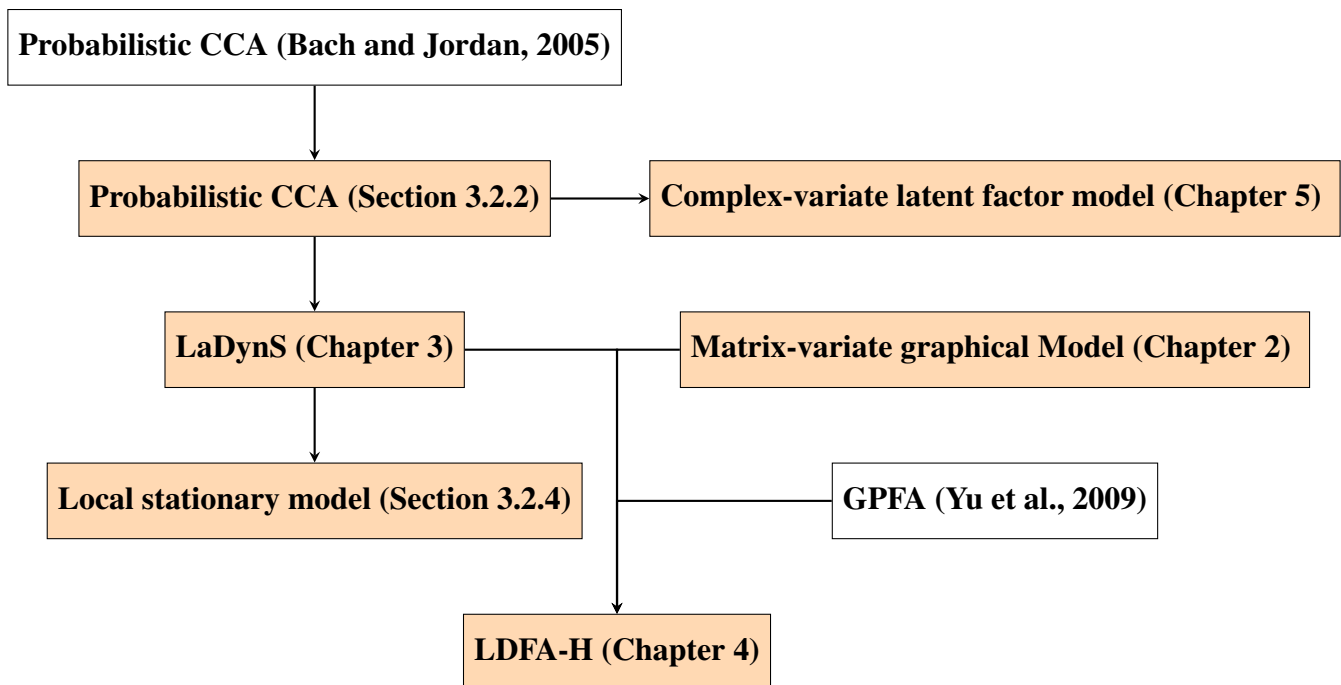 Probabilistic CCA (Bach and Jordan, 2005)
Probabilistic CCA (Section 3.2.2)
Complex-variate latent factor model (Chapter 5)
LaDynS (Chapter 3)
Matrix-variate graphical Model (Chapter 2)
Local stationary model (Section 3.2.4)
GPFA (Yu et al., 2009)
LDFA-H (Chapter 4)